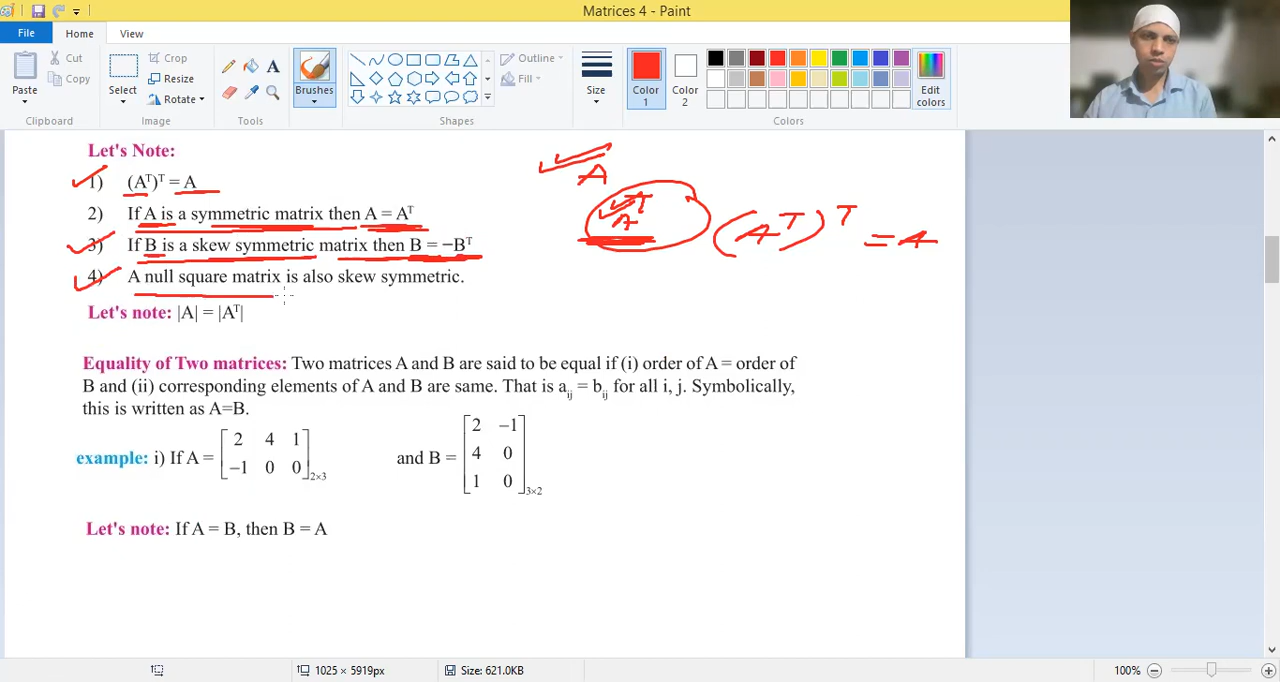 Matrices 4 - Paint
File Home View
Paste
Cut
Copy
Clipboard
Select
Crop
Resize
Rotate
Image
A
Tools
Brushes
Shapes
Outline
Fill
Size
Color 1
Color 2
Edit colors
Colors
Let's Note:
1) (Aᵀ)ᵀ = A
2) If A is a symmetric matrix then A = Aᵀ
3) If B is a skew symmetric matrix then B = −Bᵀ
4) A null square matrix is also skew symmetric.
A
Aᵀ
(Aᵀ)ᵀ = A
Let's note: |A| = |Aᵀ|
Equality of Two matrices: Two matrices A and B are said to be equal if (i) order of A = order of
B and (ii) corresponding elements of A and B are same. That is aᵢⱼ = bᵢⱼ for all i, j. Symbolically,
this is written as A=B.
example: i) If A = [2 4 1
−1 0 0]2×3
and B = [2 −1
4 0
1 0]3×2
Let's note: If A = B, then B = A
1025 × 5919px
Size: 621.0KB
100%